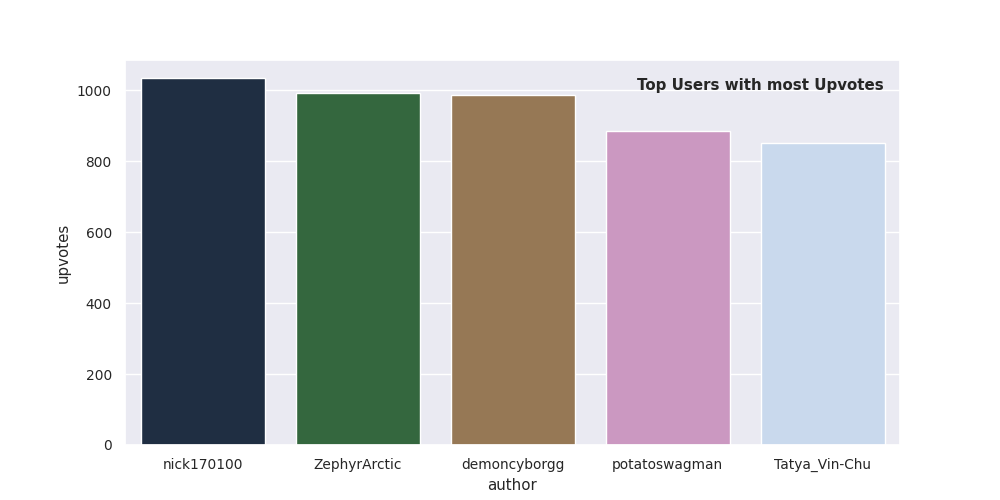 Top Users with most Upvotes
1000
800
600
400
200
0
upvotes
nick170100 ZephyrArctic demoncyborgg potatoswagman Tatya_Vin-Chu
author